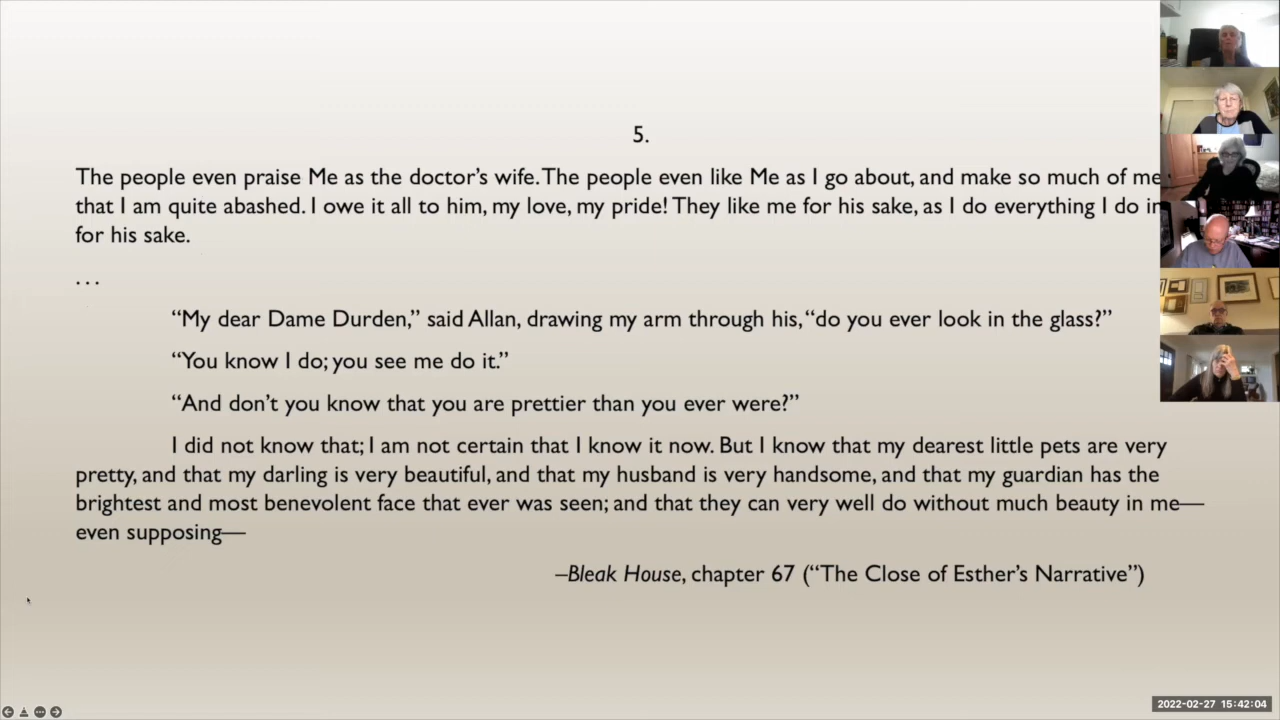 5.
The people even praise Me as the doctor’s wife. The people even like Me as I go about, and make so much of me
that I am quite abashed. I owe it all to him, my love, my pride! They like me for his sake, as I do everything I do in
for his sake.
…
“My dear Dame Durden,” said Allan, drawing my arm through his, “do you ever look in the glass?”
“You know I do; you see me do it.”
“And don’t you know that you are prettier than you ever were?”
I did not know that; I am not certain that I know it now. But I know that my dearest little pets are very
pretty, and that my darling is very beautiful, and that my husband is very handsome, and that my guardian has the
brightest and most benevolent face that ever was seen; and that they can very well do without much beauty in me—
even supposing—
–Bleak House, chapter 67 (“The Close of Esther’s Narrative”)
2022-02-27 15:42:04